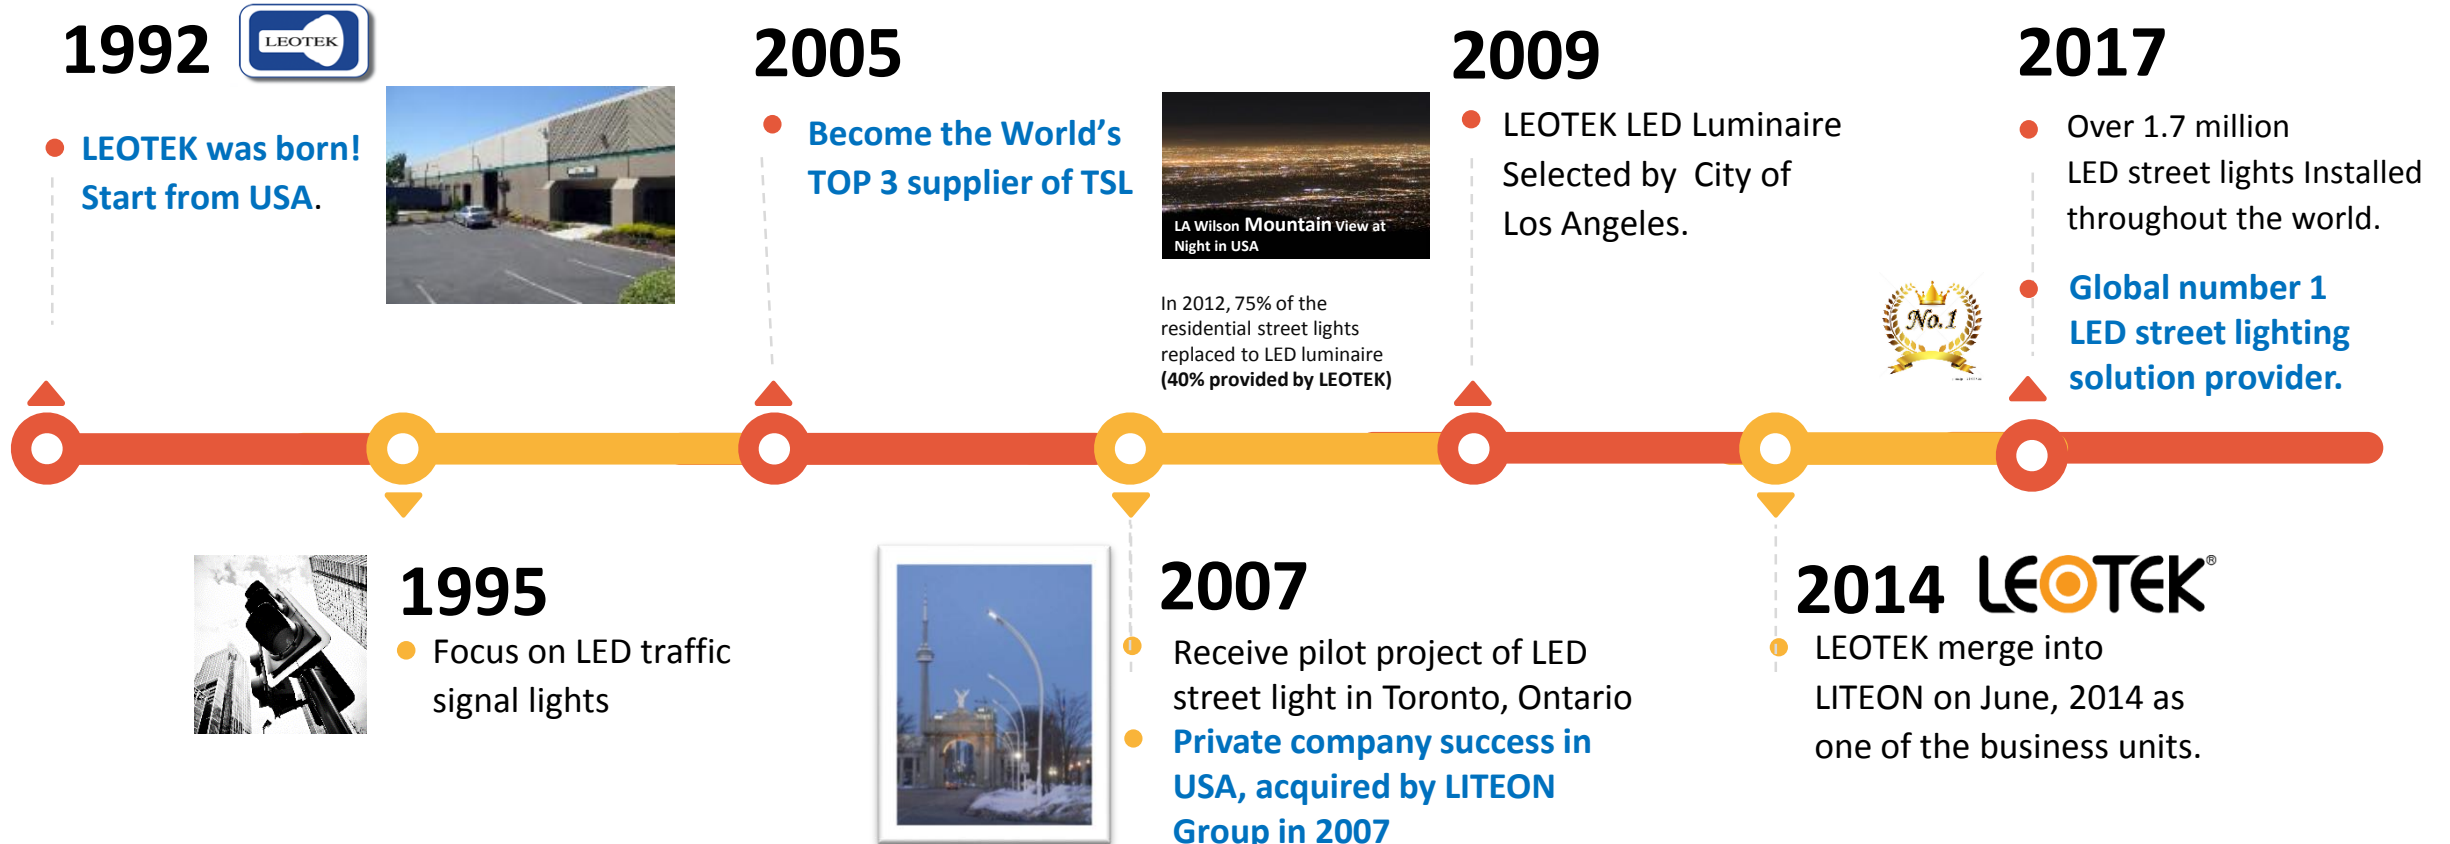 1992
LEOTEK
LEOTEK was born!
Start from USA.
2005
Become the World's
TOP 3 supplier of TSL
LA Wilson Mountain View at
Night in USA
In 2012, 75% of the
residential street lights
replaced to LED luminaire
(40% provided by LEOTEK)
2009
LEOTEK LED Luminaire
Selected by City of
Los Angeles.
2017
Over 1.7 million
LED street lights Installed
throughout the world.
No.1
Global number 1
LED street lighting
solution provider.
1995
Focus on LED traffic
signal lights
2007
Receive pilot project of LED
street light in Toronto, Ontario
Private company success in
USA, acquired by LITEON
Group in 2007
2014
LEOTEK®
LEOTEK merge into
LITEON on June, 2014 as
one of the business units.